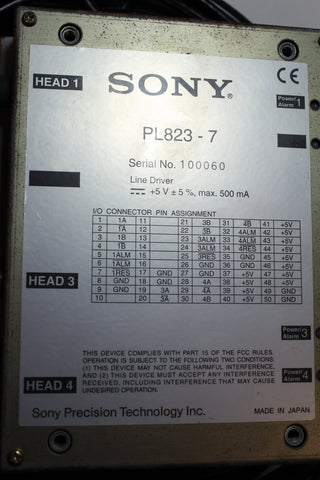 HEAD 1
SONY
CE
Power/
Alarm 1
PL823 - 7
Serial No. 100060
Line Driver
+5 V ± 5 %, max. 500 mA
I/O CONNECTOR PIN ASSIGNMENT
1 1A 11 21 3B 31 4B 41 +5V
2 1A 12 22 3B 32 4ALM 42 +5V
3 1B 13 23 3ALM 33 4ALM 43 +5V
4 1B 14 24 3ALM 34 4RES 44 +5V
5 1ALM 15 25 3RES 35 GND 45 +5V
6 1ALM 16 26 GND 36 GND 46 +5V
7 1RES 17 GND 27 GND 37 +5V 47 +5V
8 GND 18 GND 28 4A 38 +5V 48 +5V
9 GND 19 3A 29 4A 39 +5V 49 GND
10 20 3A 30 4B 40 +5V 50 GND
HEAD 3
Power/
Alarm 3
THIS DEVICE COMPLIES WITH PART 15 OF THE FCC RULES.
OPERATION IS SUBJECT TO THE FOLLOWING TWO CONDITIONS:
(1) THIS DEVICE MAY NOT CAUSE HARMFUL INTERFERENCE,
AND (2) THIS DEVICE MUST ACCEPT ANY INTERFERENCE
RECEIVED, INCLUDING INTERFERENCE THAT MAY CAUSE
UNDESIRED OPERATION.
HEAD 4
Power/
Alarm 4
Sony Precision Technology Inc.
MADE IN JAPAN